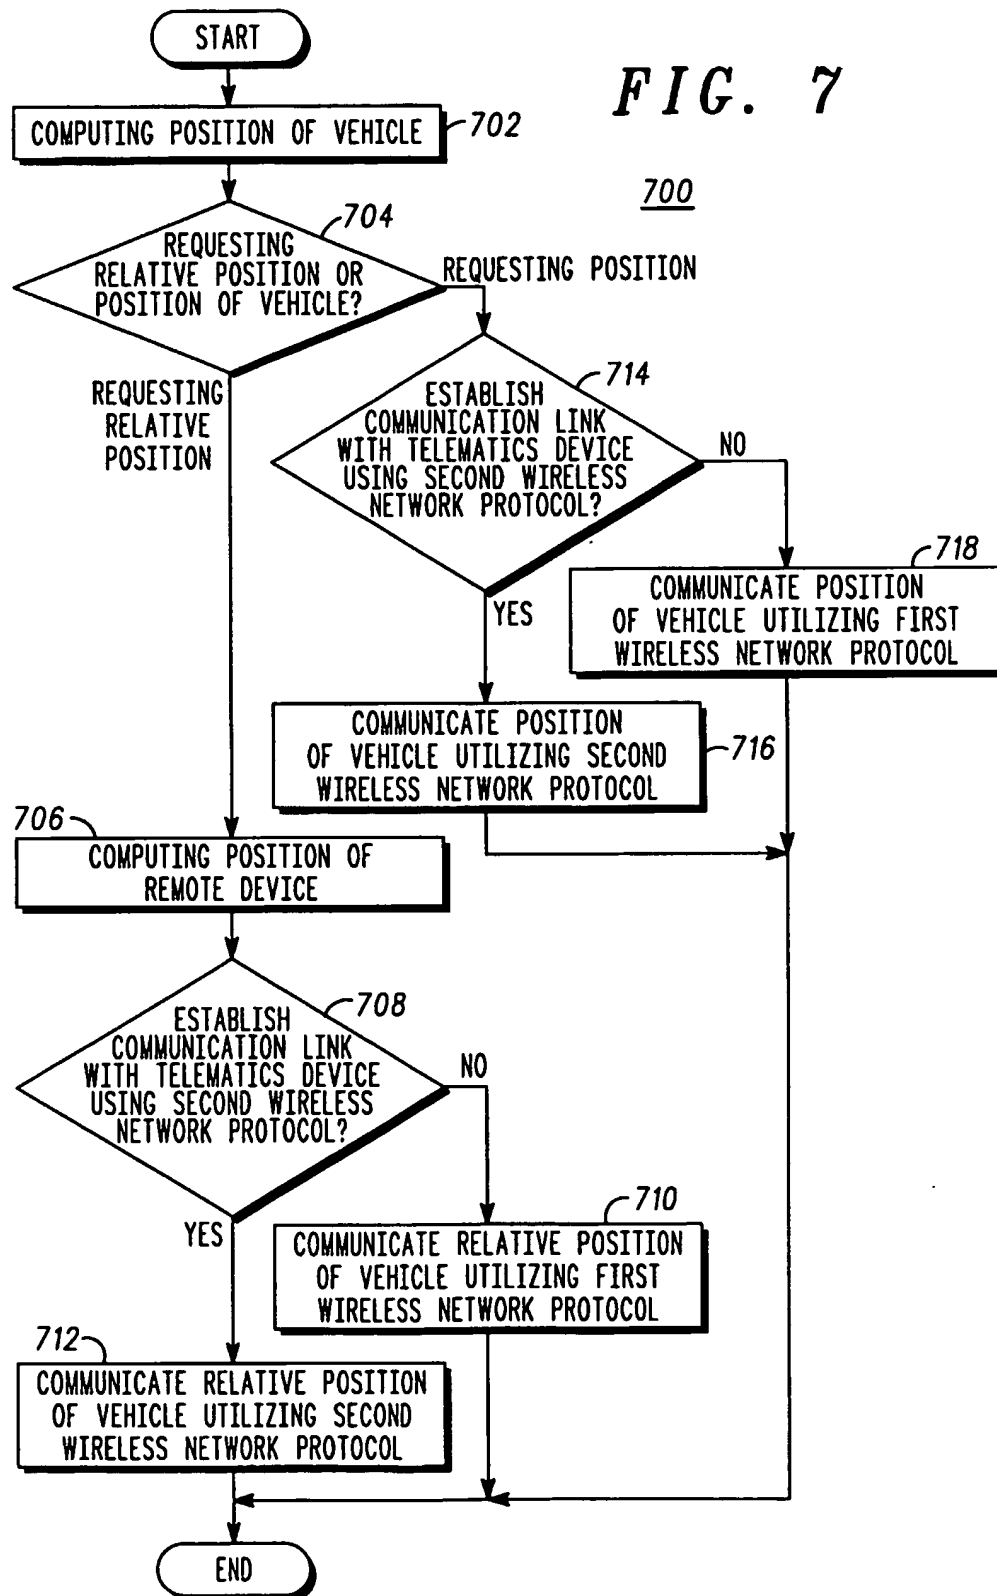 START
FIG. 7
COMPUTING POSITION OF VEHICLE
702
700
704
REQUESTING
RELATIVE POSITION OR
POSITION OF VEHICLE?
REQUESTING POSITION
REQUESTING
RELATIVE
POSITION
714
ESTABLISH
COMMUNICATION LINK
WITH TELEMATICS DEVICE
USING SECOND WIRELESS
NETWORK PROTOCOL?
NO
YES
718
COMMUNICATE POSITION
OF VEHICLE UTILIZING FIRST
WIRELESS NETWORK PROTOCOL
COMMUNICATE POSITION
OF VEHICLE UTILIZING SECOND
WIRELESS NETWORK PROTOCOL
716
706
COMPUTING POSITION OF
REMOTE DEVICE
708
ESTABLISH
COMMUNICATION LINK
WITH TELEMATICS DEVICE
USING SECOND WIRELESS
NETWORK PROTOCOL?
NO
YES
710
COMMUNICATE RELATIVE POSITION
OF VEHICLE UTILIZING FIRST
WIRELESS NETWORK PROTOCOL
712
COMMUNICATE RELATIVE POSITION
OF VEHICLE UTILIZING SECOND
WIRELESS NETWORK PROTOCOL
END